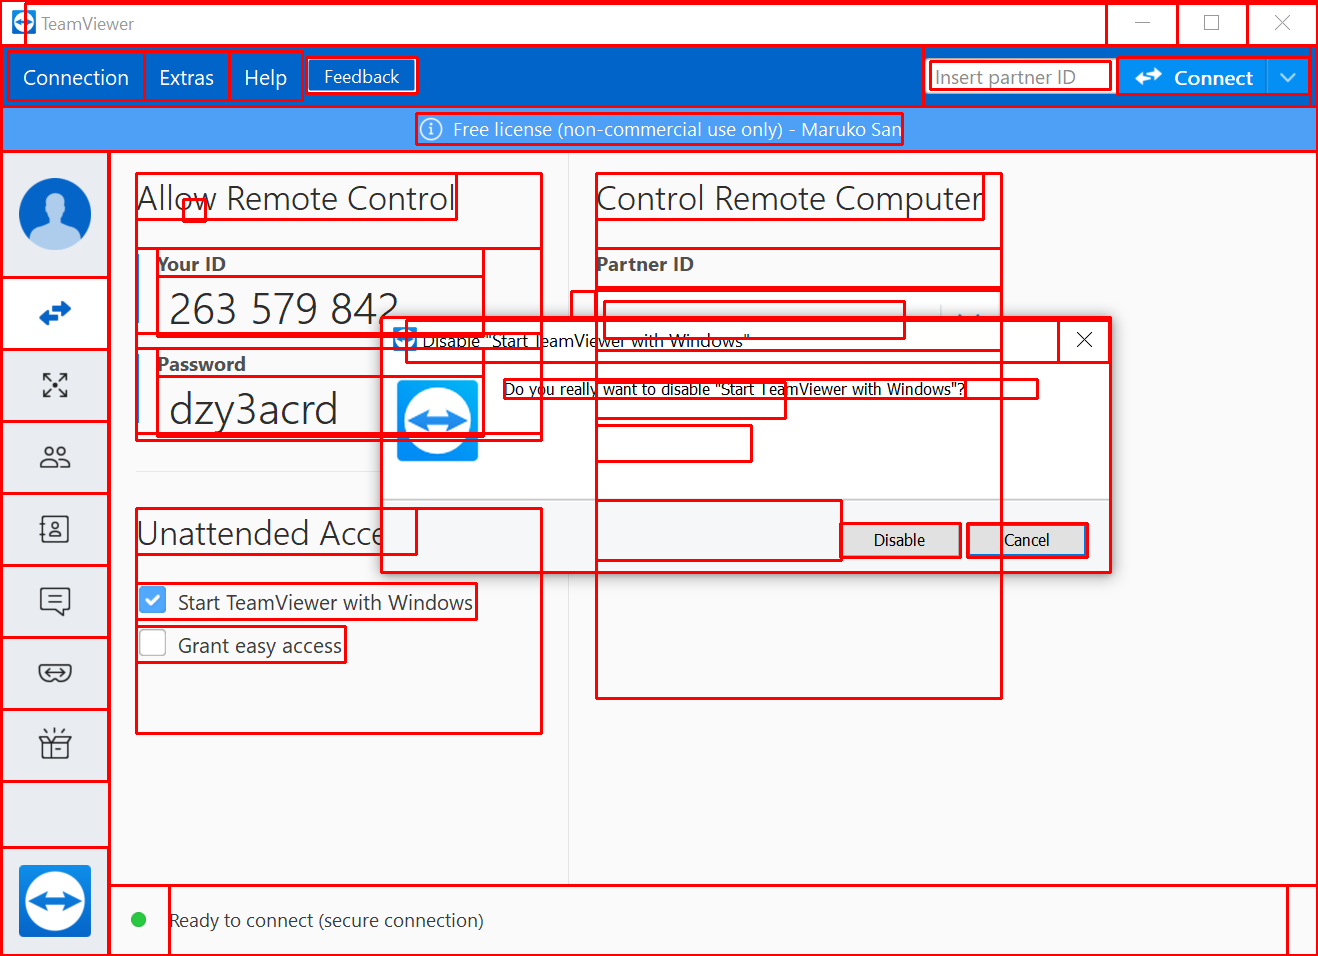 TeamViewer
Connection Extras Help Feedback Insert partner ID Connect
Free license (non-commercial use only) - Maruko San
Allow Remote Control
Control Remote Computer
Your ID
263 579 842
Partner ID
Password
dzy3acrd
Disable "Start TeamViewer with Windows"
Do you really want to disable "Start TeamViewer with Windows"?
Disable Cancel
Unattended Acce
Start TeamViewer with Windows
Grant easy access
Ready to connect (secure connection)